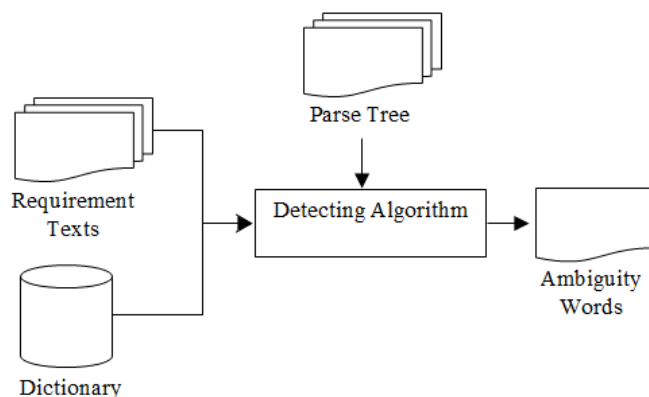 Parse Tree
Requirement
Texts
Detecting Algorithm
Ambiguity
Words
Dictionary